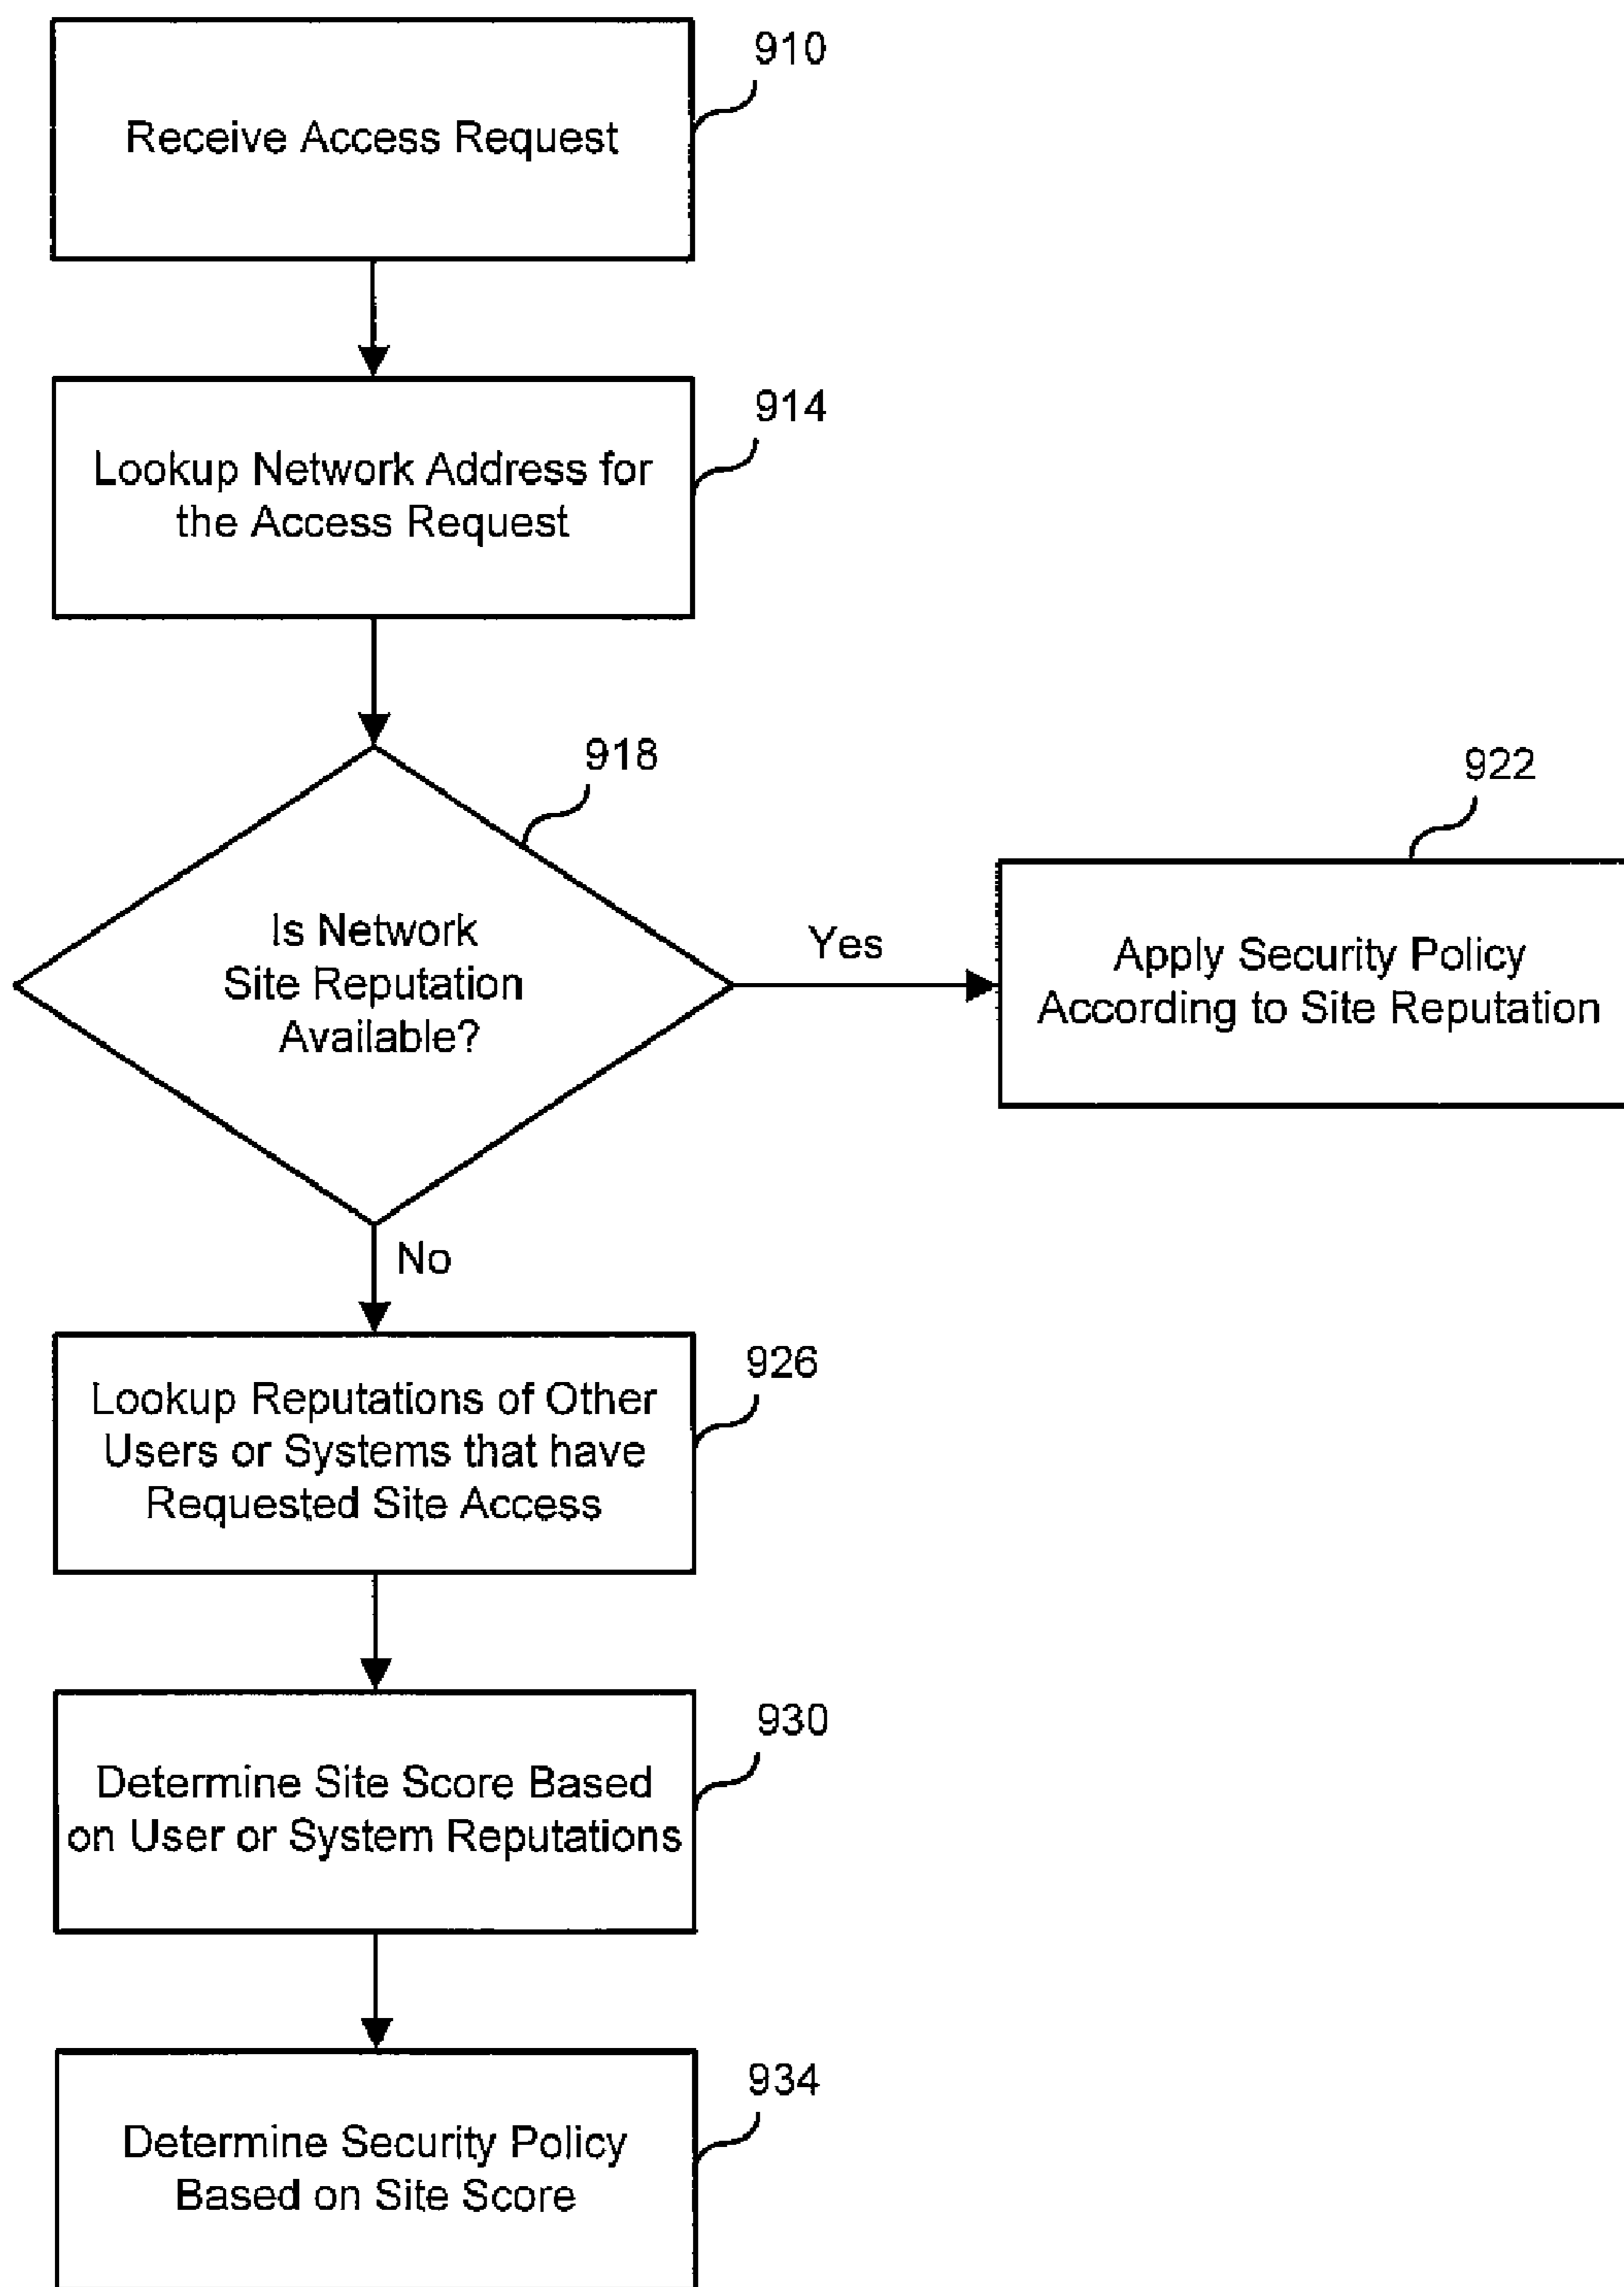 910
Receive Access Request
914
Lookup Network Address for
the Access Request
918
Is Network
Site Reputation
Available?
Yes
922
Apply Security Policy
According to Site Reputation
No
926
Lookup Reputations of Other
Users or Systems that have
Requested Site Access
930
Determine Site Score Based
on User or System Reputations
934
Determine Security Policy
Based on Site Score